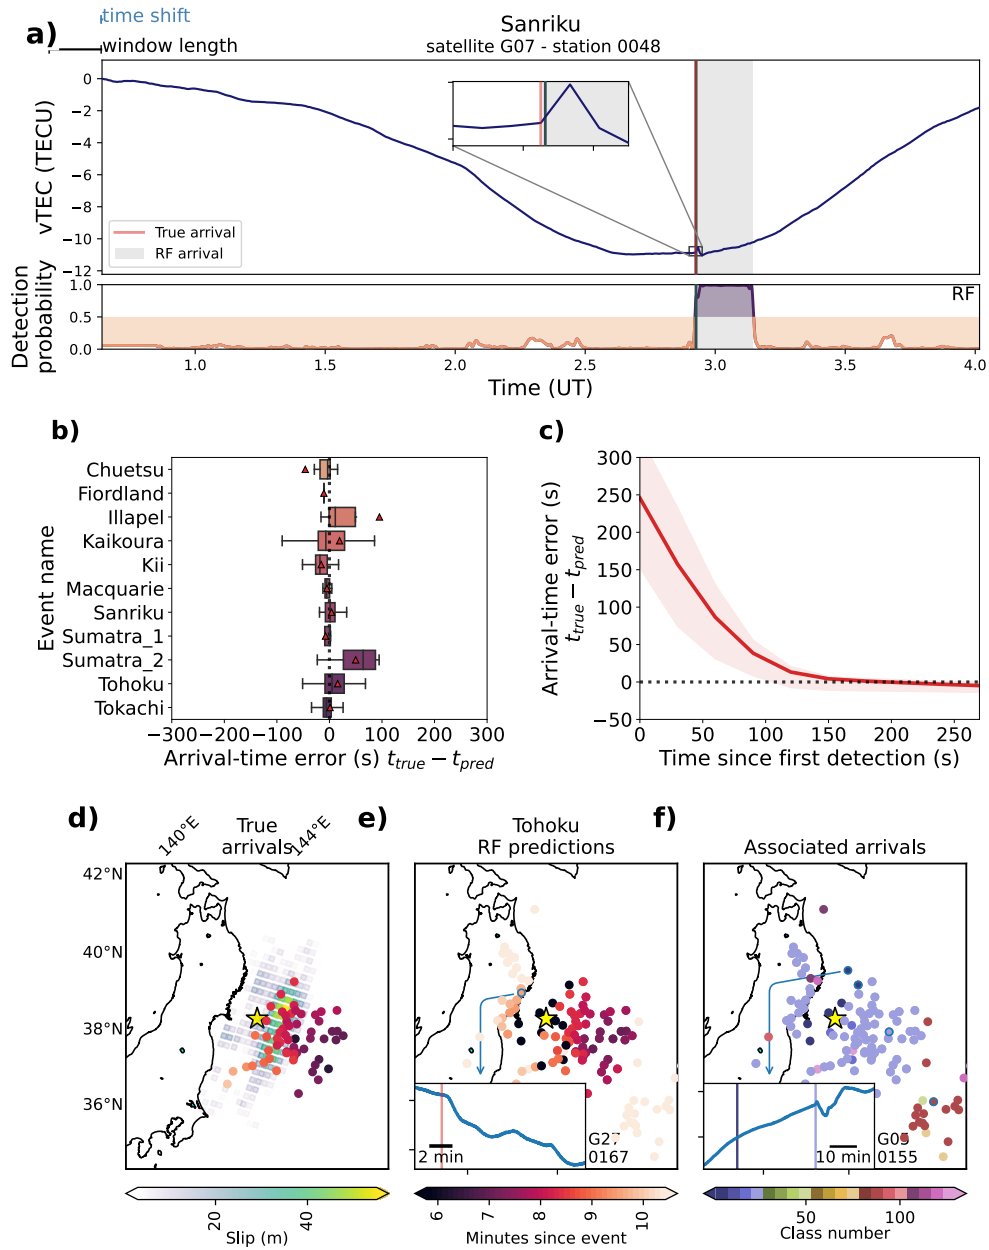 time shift
a)
window length
Sanriku
satellite G07 - station 0048
vTEC (TECU)
0
−2
−4
−6
−8
−10
−12
True arrival
RF arrival
Detection
probability
1.0
0.5
0.0
RF
1.0
1.5
2.0
2.5
3.0
3.5
4.0
Time (UT)
b)
Event name
Chuetsu
Fiordland
Illapel
Kaikoura
Kii
Macquarie
Sanriku
Sumatra_1
Sumatra_2
Tohoku
Tokachi
−300
−200
−100
0
100
200
300
Arrival-time error (s) t_true − t_pred
c)
Arrival-time error (s)
t_true − t_pred
300
250
200
150
100
50
0
−50
0
50
100
150
200
250
Time since first detection (s)
d)
140°E
True
arrivals
144°E
42°N
40°N
38°N
36°N
20
40
Slip (m)
e)
Tohoku
RF predictions
2 min
G27
0167
6
7
8
9
10
Minutes since event
f)
Associated arrivals
10 min
G05
0155
50
100
Class number